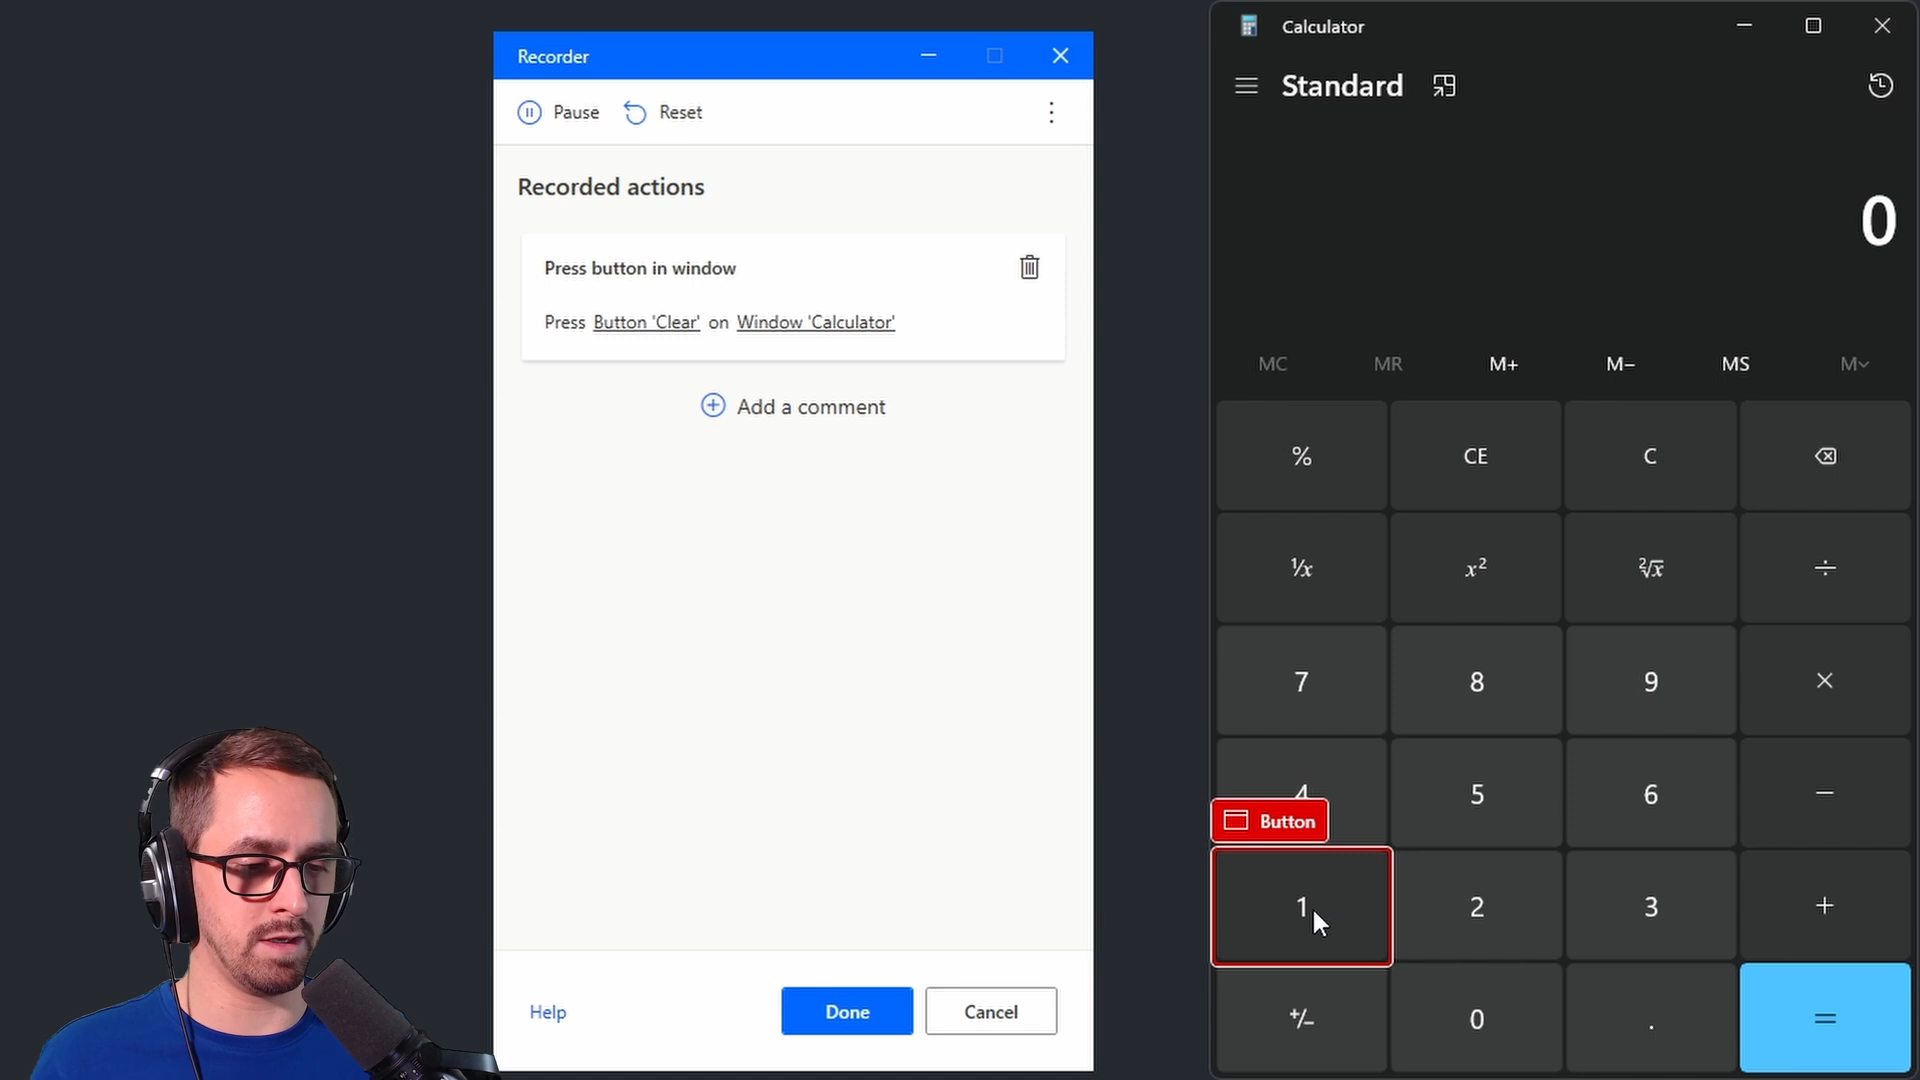 Recorder
Pause Reset
Recorded actions
Press button in window
Press Button 'Clear' on Window 'Calculator'
Add a comment
Help Done Cancel
Calculator
Standard
0
MC MR M+ M− MS M
% CE C
¹/x x² ²√x ÷
7 8 9 ×
4 5 6 −
Button
1 2 3 +
+/− 0 . =